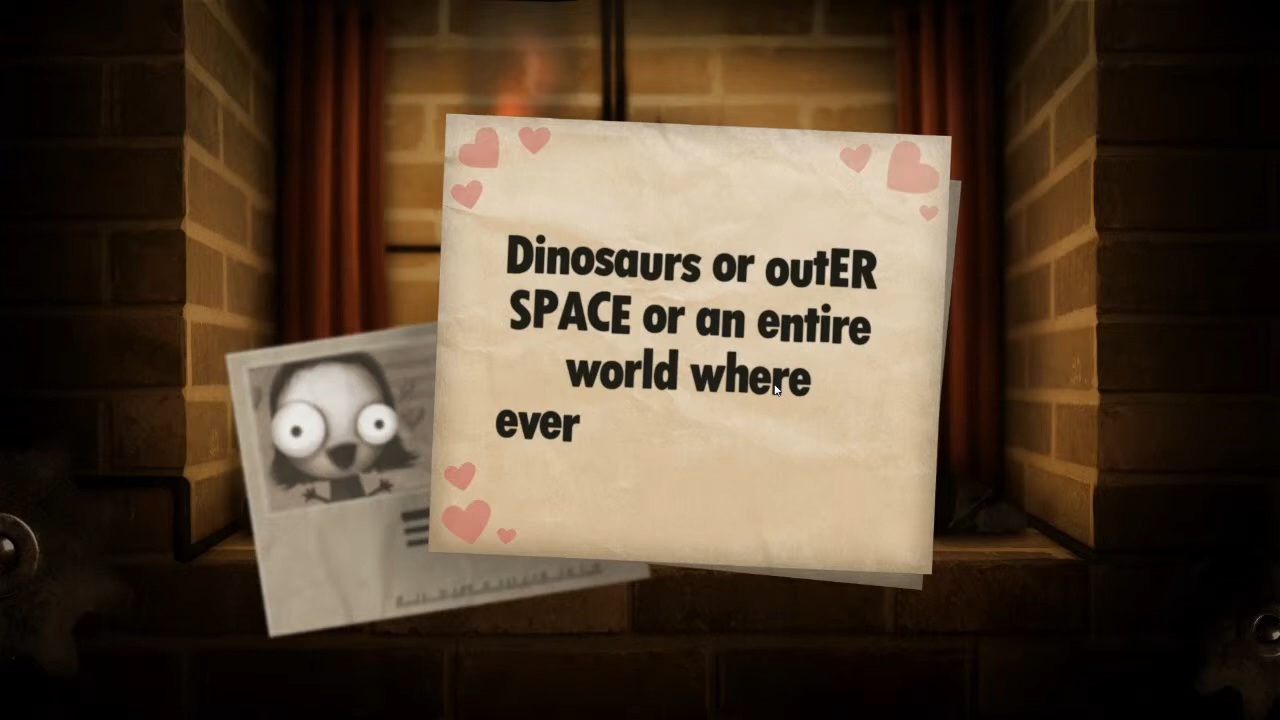 Dinosaurs or outER
SPACE or an entire
world where
ever